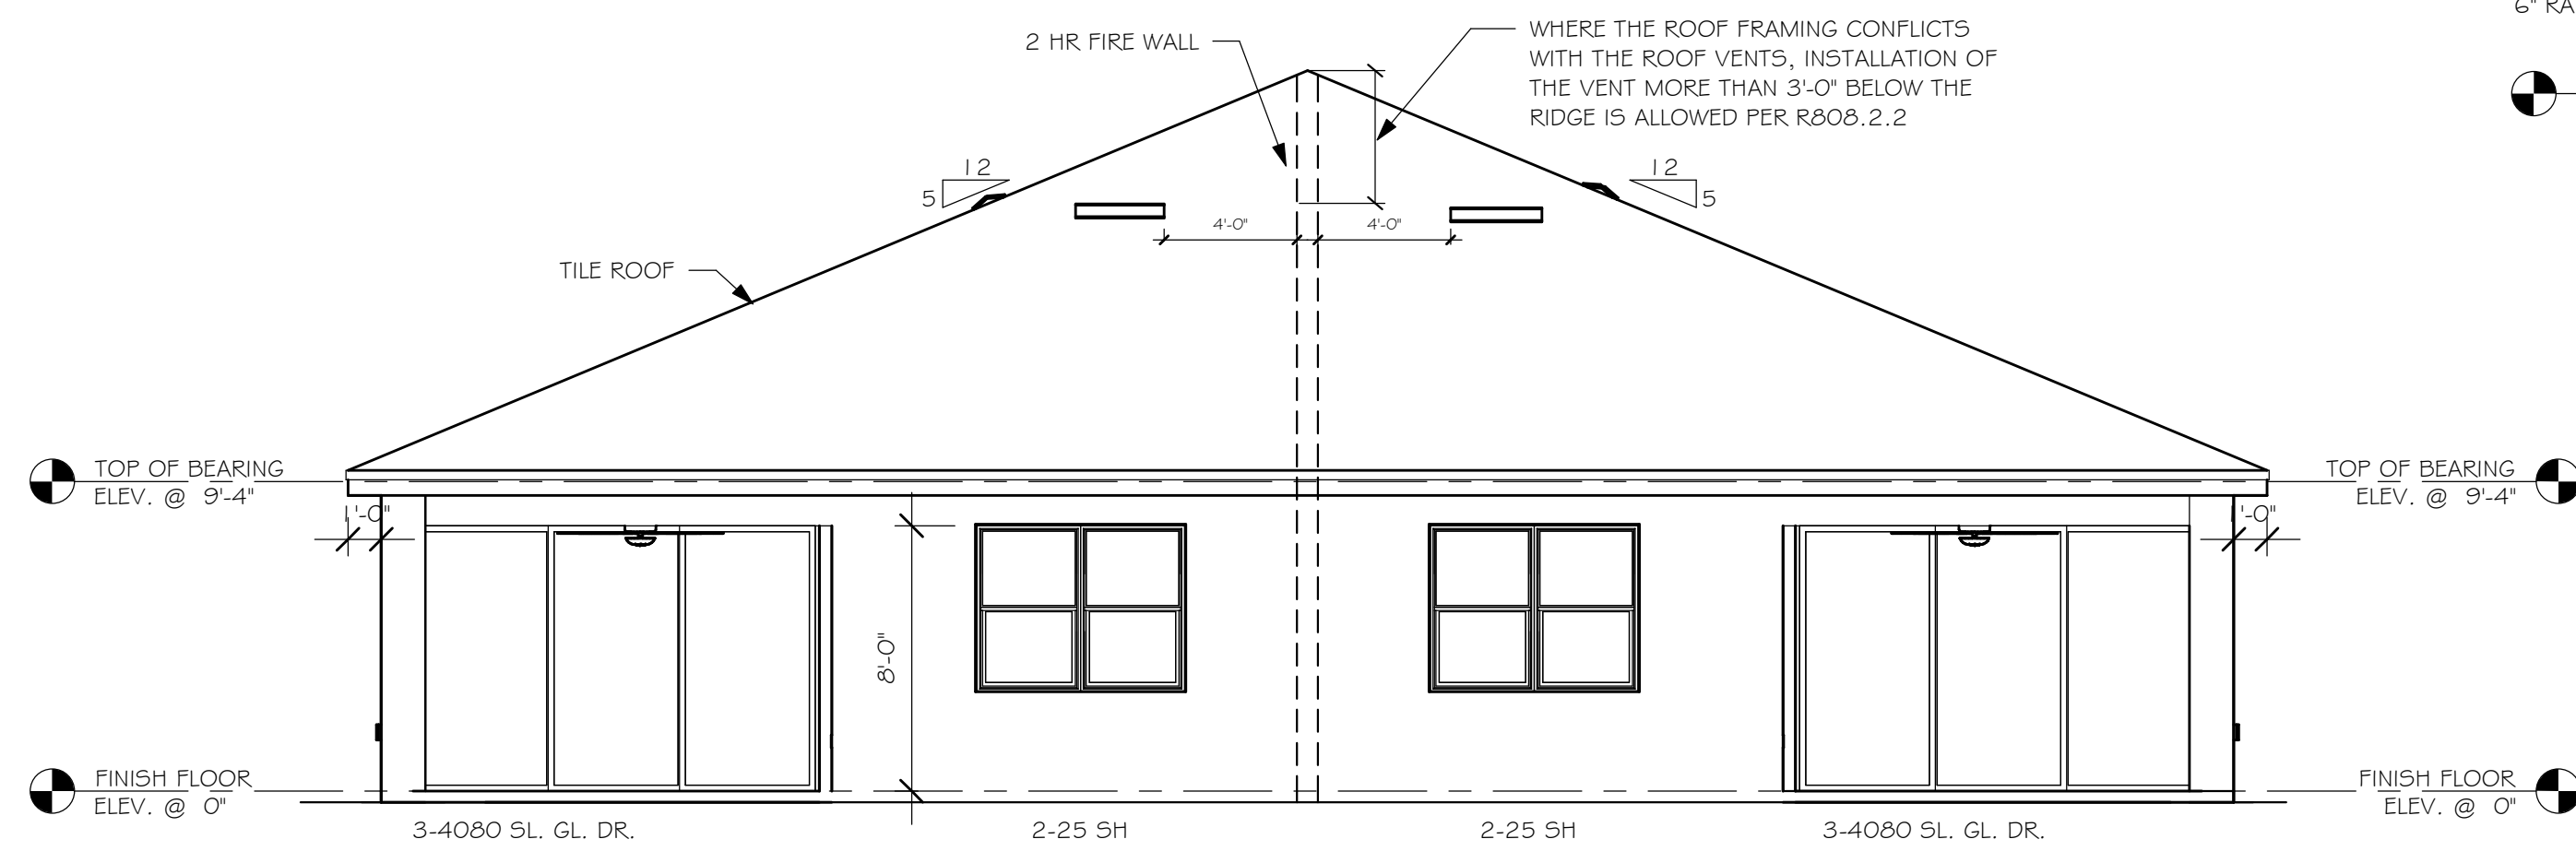 6" RA
2 HR FIRE WALL
WHERE THE ROOF FRAMING CONFLICTS
WITH THE ROOF VENTS, INSTALLATION OF
THE VENT MORE THAN 3'-0" BELOW THE
RIDGE IS ALLOWED PER R808.2.2
12
5
12
5
4'-0"
4'-0"
TILE ROOF
TOP OF BEARING
ELEV. @ 9'-4"
TOP OF BEARING
ELEV. @ 9'-4"
1'-0"
'-0"
8'-0"
FINISH FLOOR
ELEV. @ 0"
FINISH FLOOR
ELEV. @ 0"
3-4080 SL. GL. DR.
2-25 SH
2-25 SH
3-4080 SL. GL. DR.